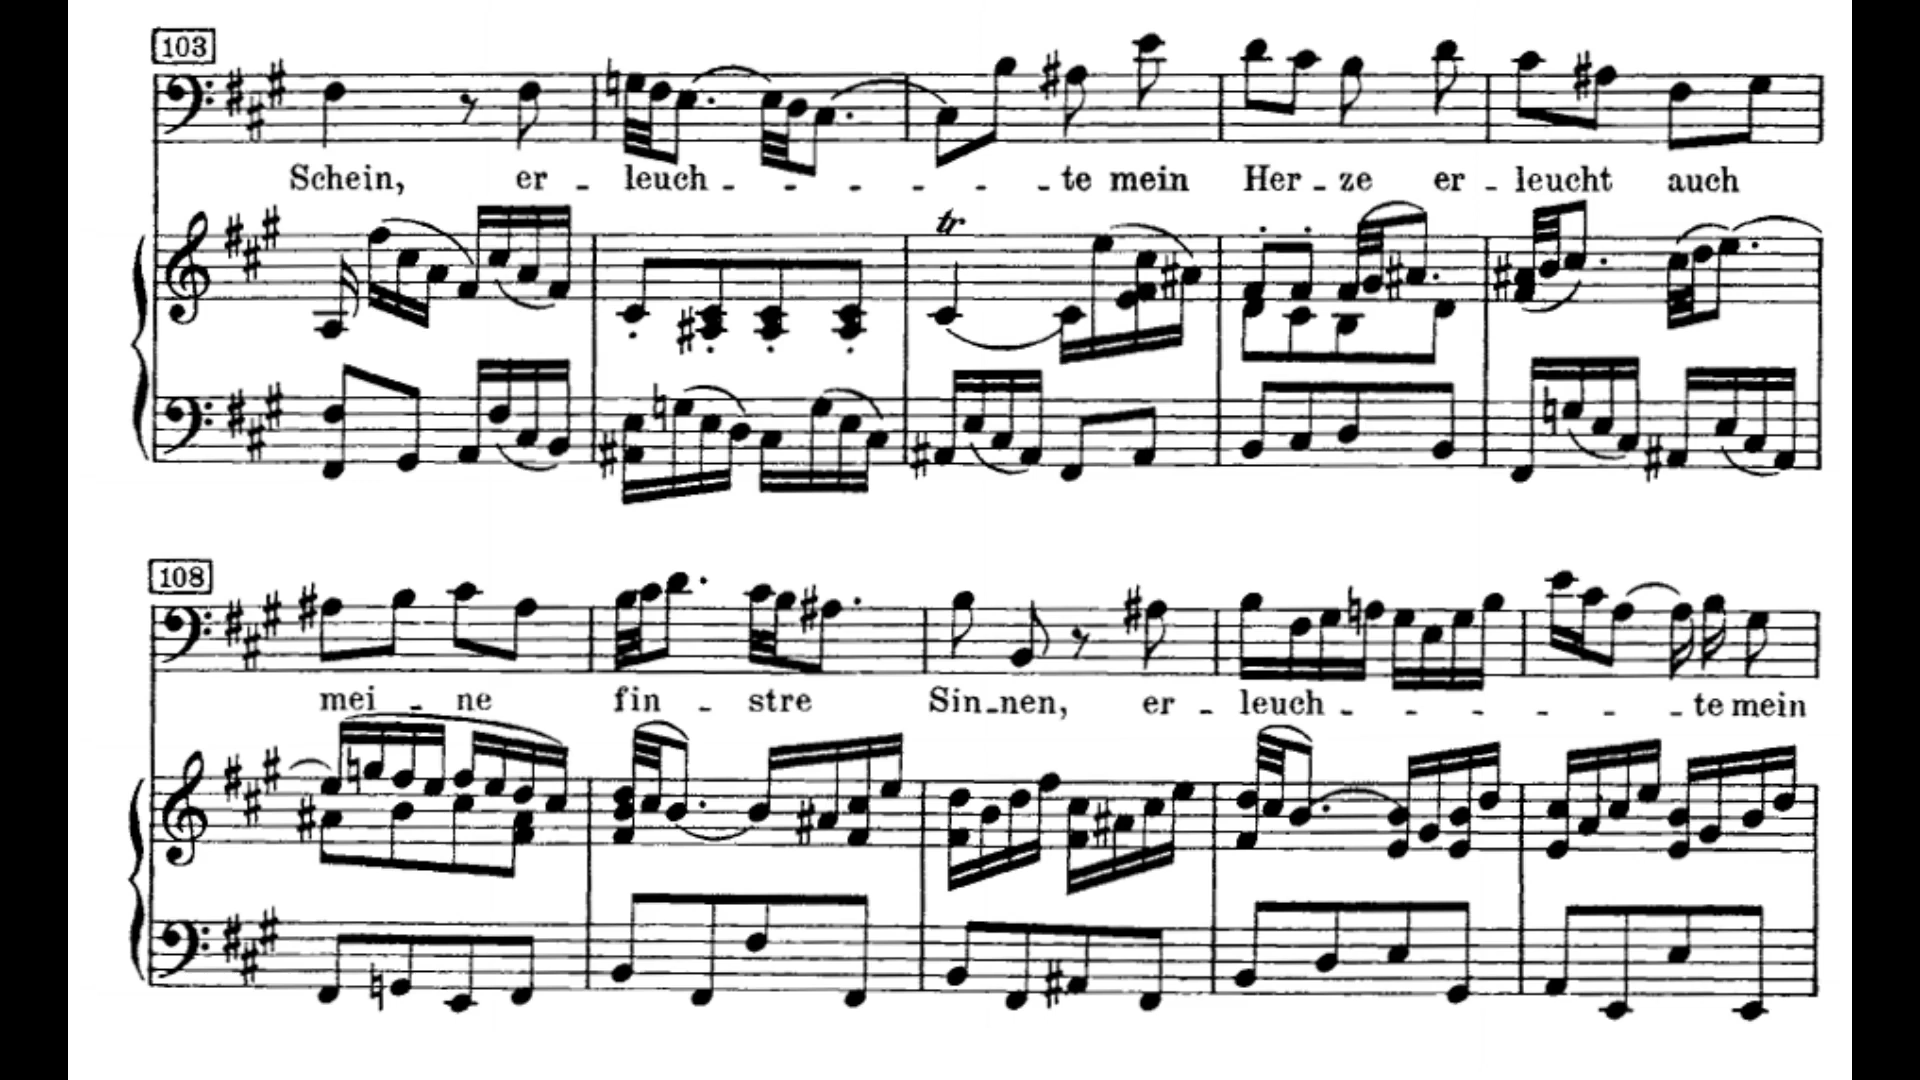 103
Schein, er - leuch - - - - - te mein Her - ze er - leucht auch
tr
108
mei - ne fin - stre Sin - nen, er - leuch - - - - - - te mein